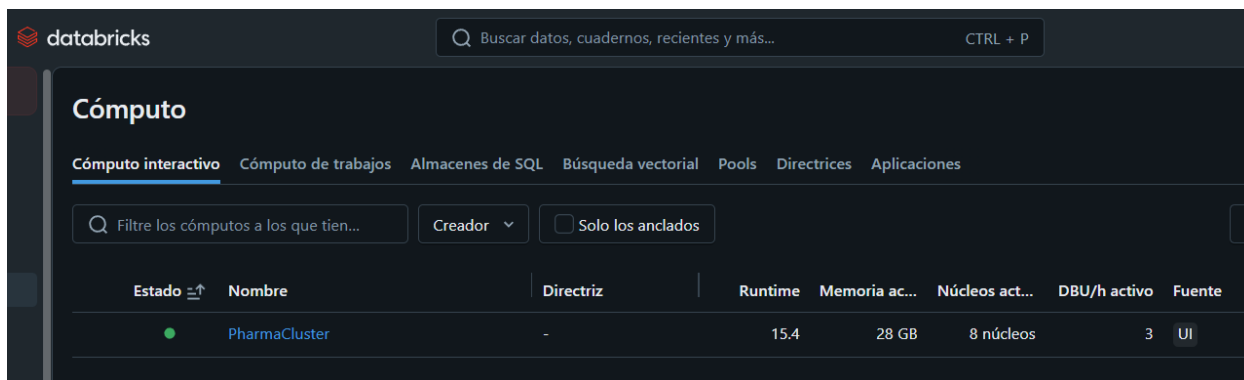 databricks
Buscar datos, cuadernos, recientes y más... CTRL + P
Cómputo
Cómputo interactivo Cómputo de trabajos Almacenes de SQL Búsqueda vectorial Pools Directrices Aplicaciones
Filtre los cómputos a los que tien... Creador Solo los anclados
Estado Nombre Directriz Runtime Memoria ac... Núcleos act... DBU/h activo Fuente
PharmaCluster - 15.4 28 GB 8 núcleos 3 UI